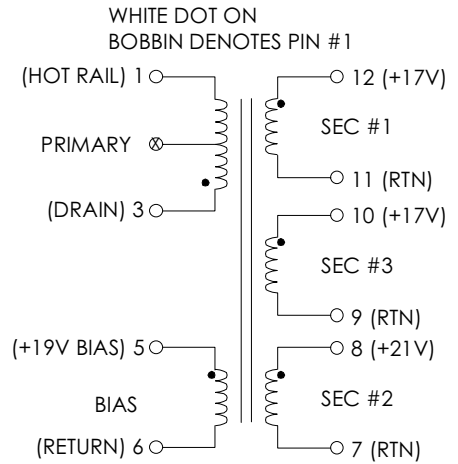 WHITE DOT ON
BOBBIN DENOTES PIN #1
(HOT RAIL) 1
12 (+17V)
PRIMARY
SEC #1
11 (RTN)
(DRAIN) 3
10 (+17V)
SEC #3
9 (RTN)
(+19V BIAS) 5
8 (+21V)
BIAS
SEC #2
(RETURN) 6
7 (RTN)